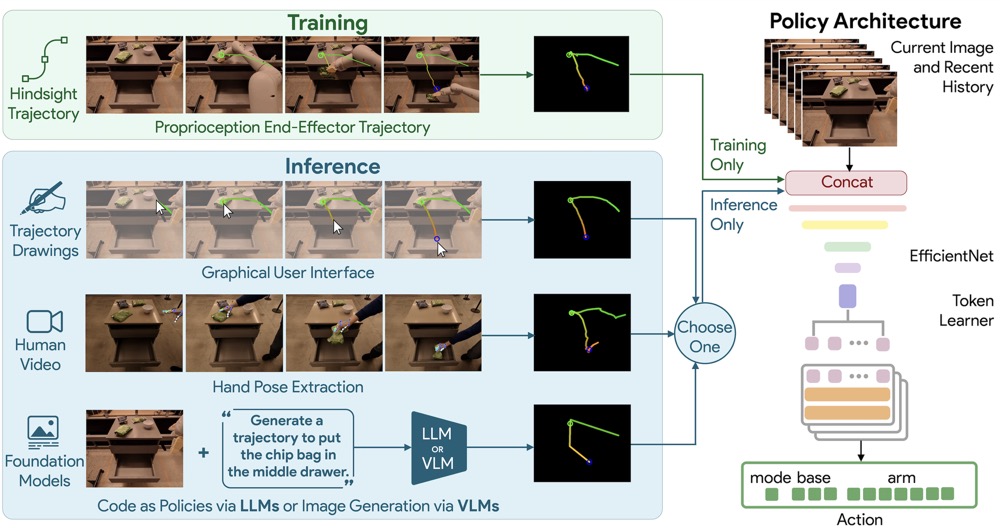 Training
Hindsight
Trajectory
Proprioception End-Effector Trajectory
Inference
Trajectory
Drawings
Graphical User Interface
Human
Video
Hand Pose Extraction
Foundation
Models
+
“ Generate a
trajectory to put
the chip bag in
the middle drawer. ”
LLM
OR
VLM
Code as Policies via LLMs or Image Generation via VLMs
Choose
One
Training
Only
Inference
Only
Policy Architecture
Current Image
and Recent
History
Concat
EfficientNet
Token
Learner
mode base arm
Action